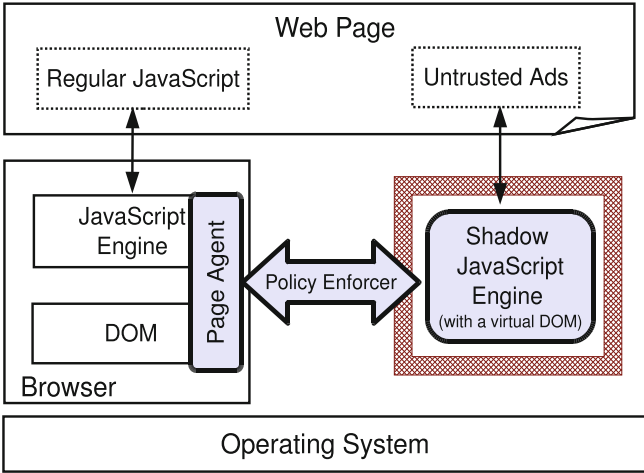 Web Page
Regular JavaScript
Untrusted Ads
JavaScript
Engine
Page Agent
Policy Enforcer
Shadow
JavaScript
Engine
(with a virtual DOM)
DOM
Browser
Operating System